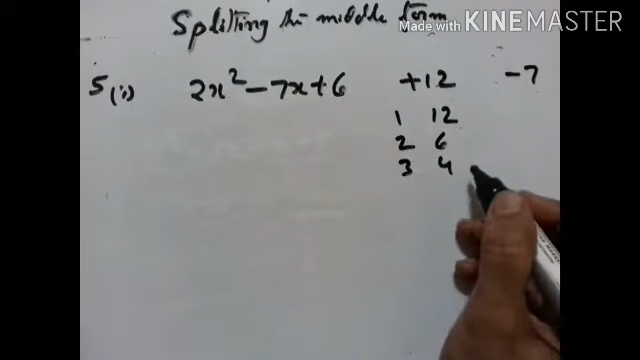 Splitting the middle term
Made with KINEMASTER
5 (i) 2x² - 7x + 6 +12 -7
1 12
2 6
3 4